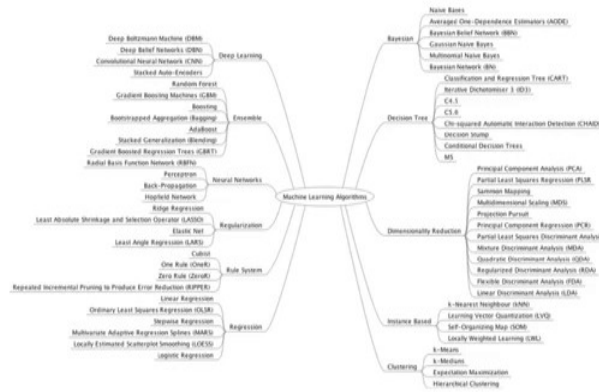 Deep Boltzmann Machine (DBM)
Deep Belief Networks (DBN)
Convolutional Neural Network (CNN)
Stacked Auto-Encoders
Deep Learning
Random Forest
Gradient Boosting Machines (GBM)
Boosting
Bootstrapped Aggregation (Bagging)
AdaBoost
Stacked Generalization (Blending)
Gradient Boosted Regression Trees (GBRT)
Ensemble
Radial Basis Function Network (RBFN)
Perceptron
Back-Propagation
Hopfield Network
Neural Networks
Ridge Regression
Least Absolute Shrinkage and Selection Operator (LASSO)
Elastic Net
Least Angle Regression (LARS)
Regularization
Cubist
One Rule (OneR)
Zero Rule (ZeroR)
Repeated Incremental Pruning to Produce Error Reduction (RIPPER)
Rule System
Linear Regression
Ordinary Least Squares Regression (OLSR)
Stepwise Regression
Multivariate Adaptive Regression Splines (MARS)
Locally Estimated Scatterplot Smoothing (LOESS)
Logistic Regression
Regression
Machine Learning Algorithms
Bayesian
Naive Bayes
Averaged One-Dependence Estimators (AODE)
Bayesian Belief Network (BBN)
Gaussian Naive Bayes
Multinomial Naive Bayes
Bayesian Network (BN)
Decision Tree
Classification and Regression Tree (CART)
Iterative Dichotomiser 3 (ID3)
C4.5
C5.0
Chi-squared Automatic Interaction Detection (CHAID)
Decision Stump
Conditional Decision Trees
M5
Dimensionality Reduction
Principal Component Analysis (PCA)
Partial Least Squares Regression (PLSR
Sammon Mapping
Multidimensional Scaling (MDS)
Projection Pursuit
Principal Component Regression (PCR)
Partial Least Squares Discriminant Analysi
Mixture Discriminant Analysis (MDA)
Quadratic Discriminant Analysis (QDA)
Regularized Discriminant Analysis (RDA)
Flexible Discriminant Analysis (FDA)
Linear Discriminant Analysis (LDA)
Instance Based
k-Nearest Neighbour (kNN)
Learning Vector Quantization (LVQ)
Self-Organizing Map (SOM)
Locally Weighted Learning (LWL)
Clustering
k-Means
k-Medians
Expectation Maximization
Hierarchical Clustering